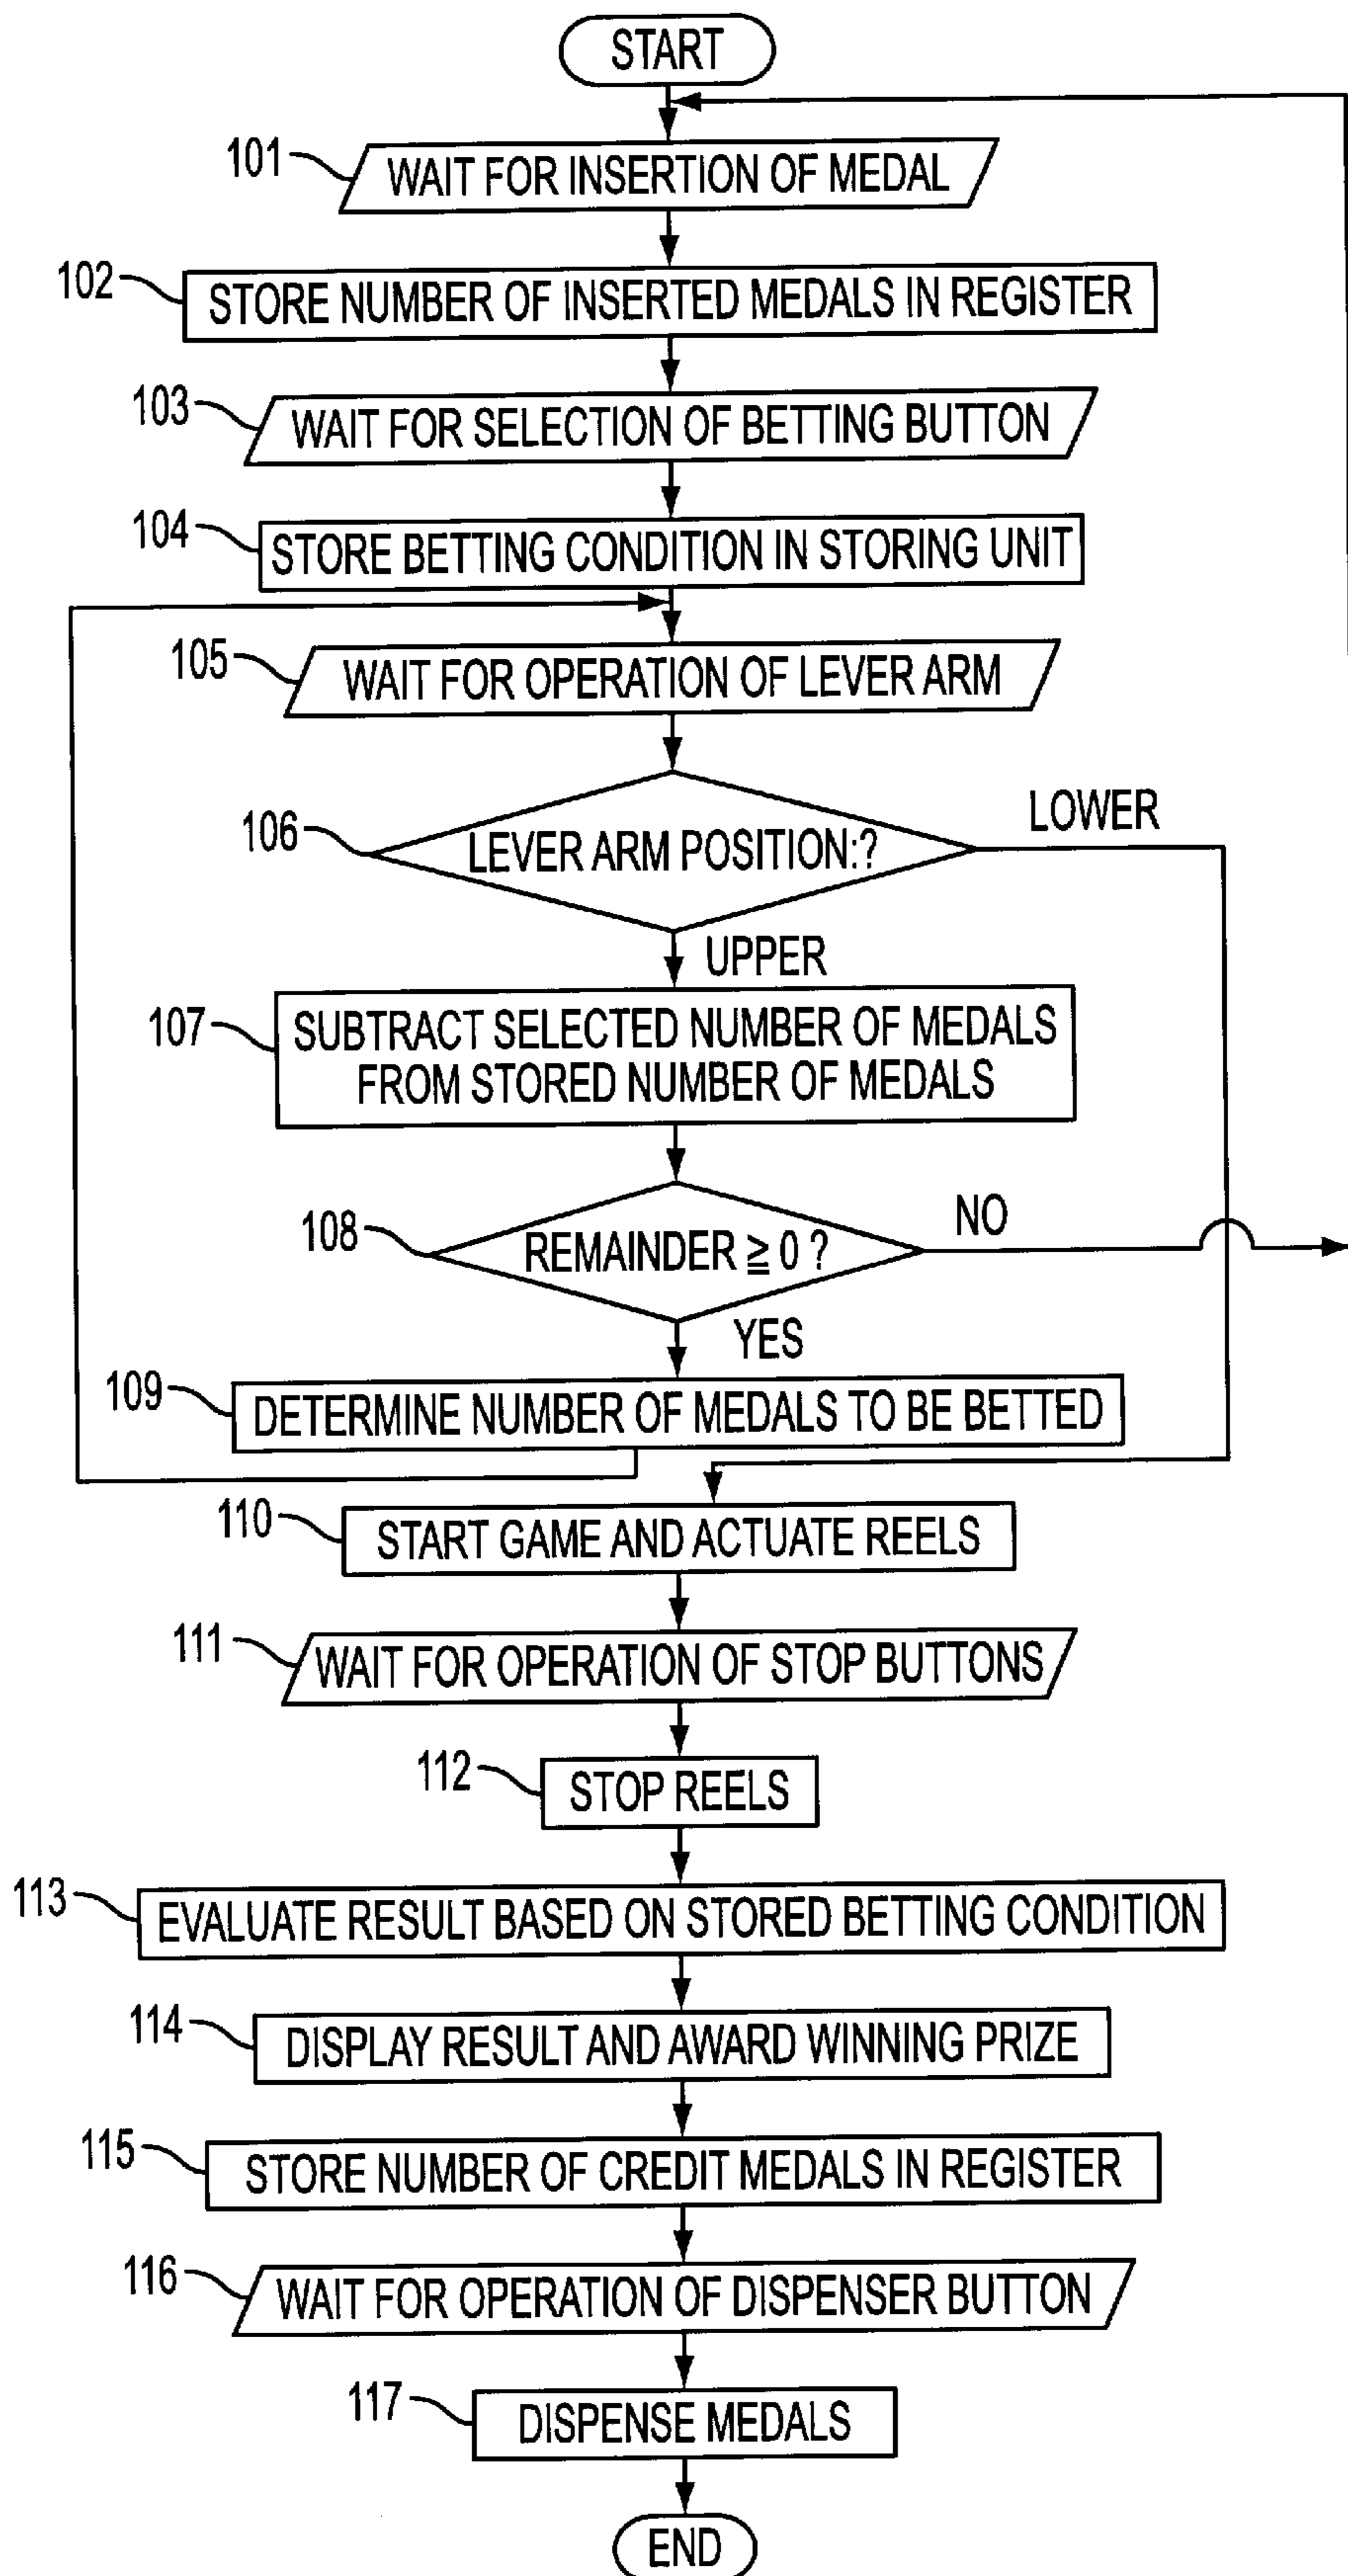 START
101
WAIT FOR INSERTION OF MEDAL
102
STORE NUMBER OF INSERTED MEDALS IN REGISTER
103
WAIT FOR SELECTION OF BETTING BUTTON
104
STORE BETTING CONDITION IN STORING UNIT
105
WAIT FOR OPERATION OF LEVER ARM
106
LEVER ARM POSITION:?
LOWER
UPPER
107
SUBTRACT SELECTED NUMBER OF MEDALS
FROM STORED NUMBER OF MEDALS
108
REMAINDER ≧ 0 ?
NO
YES
109
DETERMINE NUMBER OF MEDALS TO BE BETTED
110
START GAME AND ACTUATE REELS
111
WAIT FOR OPERATION OF STOP BUTTONS
112
STOP REELS
113
EVALUATE RESULT BASED ON STORED BETTING CONDITION
114
DISPLAY RESULT AND AWARD WINNING PRIZE
115
STORE NUMBER OF CREDIT MEDALS IN REGISTER
116
WAIT FOR OPERATION OF DISPENSER BUTTON
117
DISPENSE MEDALS
END